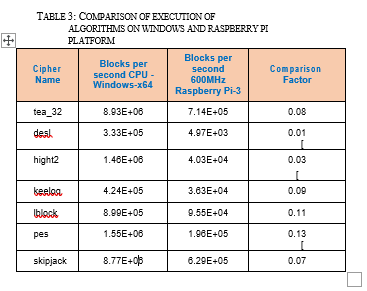 TABLE 3: COMPARISON OF EXECUTION OF
ALGORITHMS ON WINDOWS AND RASPBERRY PI
PLATFORM
Cipher Name
Blocks per second CPU - Windows-x64
Blocks per second 600MHz Raspberry Pi-3
Comparison Factor
tea_32 8.93E+06 7.14E+05 0.08
desl 3.33E+05 4.97E+03 0.01
[
hight2 1.46E+06 4.03E+04 0.03
[
keeloq 4.24E+05 3.63E+04 0.09
lblock 8.99E+05 9.55E+04 0.11
pes 1.55E+06 1.96E+05 0.13
[
skipjack 8.77E+06 6.29E+05 0.07